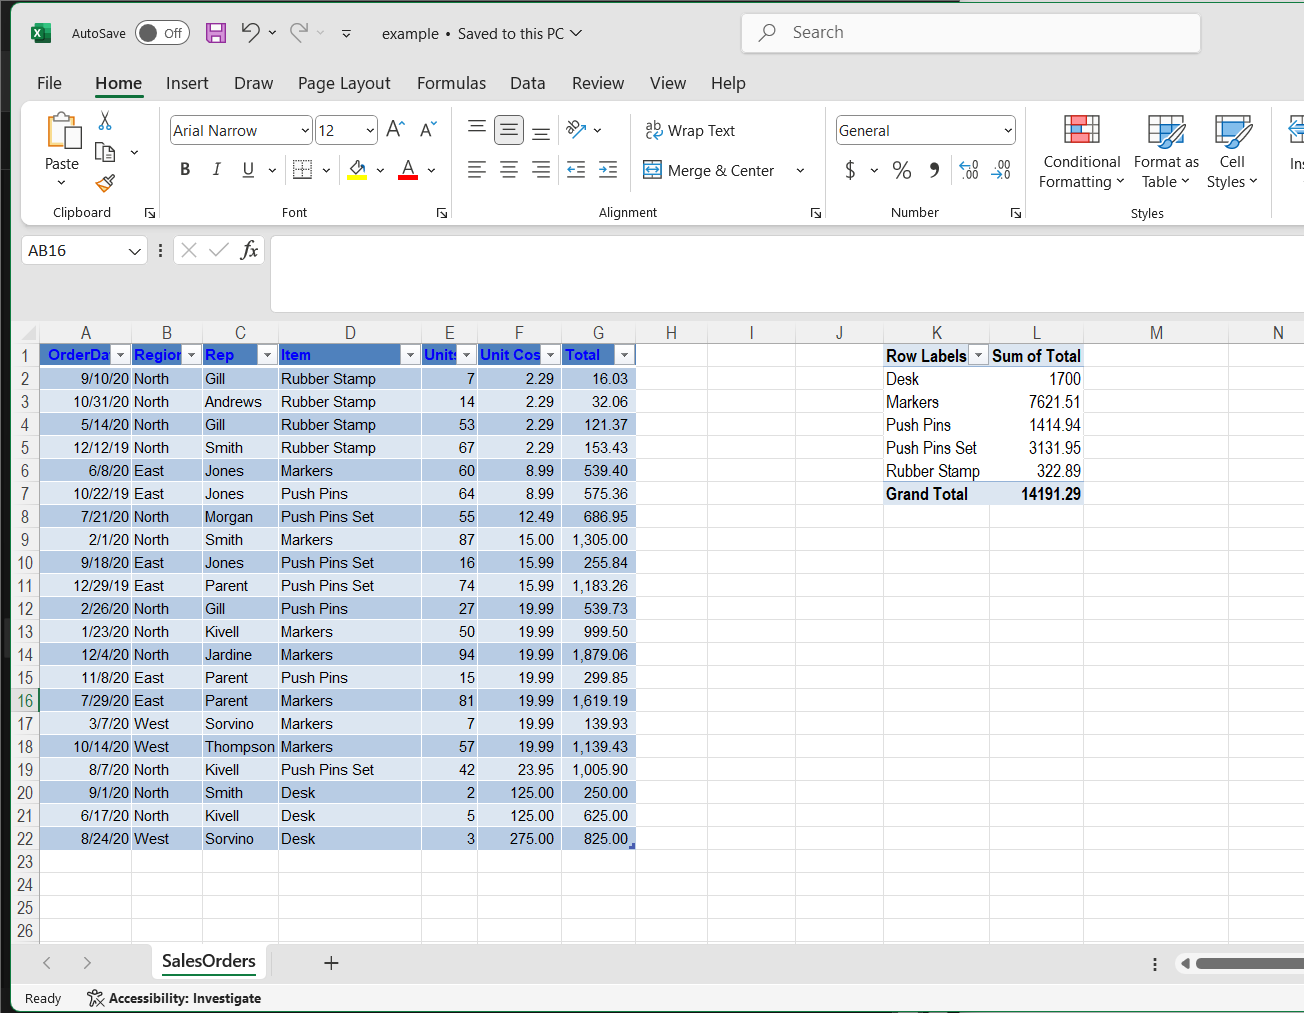 AutoSave Off example • Saved to this PC Search
File Home Insert Draw Page Layout Formulas Data Review View Help
Arial Narrow 12 A A ab Wrap Text General
Paste B I U A Merge & Center $ % 9 .00 .00 Conditional Formatting Format as Table Cell Styles
Clipboard Font Alignment Number Styles
AB16 fx
A B C D E F G H I J K L M N
1 OrderDa Region Rep Item Units Unit Cos Total Row Labels Sum of Total
2 9/10/20 North Gill Rubber Stamp 7 2.29 16.03 Desk 1700
3 10/31/20 North Andrews Rubber Stamp 14 2.29 32.06 Markers 7621.51
4 5/14/20 North Gill Rubber Stamp 53 2.29 121.37 Push Pins 1414.94
5 12/12/19 North Smith Rubber Stamp 67 2.29 153.43 Push Pins Set 3131.95
6 6/8/20 East Jones Markers 60 8.99 539.40 Rubber Stamp 322.89
7 10/22/19 East Jones Push Pins 64 8.99 575.36 Grand Total 14191.29
8 7/21/20 North Morgan Push Pins Set 55 12.49 686.95
9 2/1/20 North Smith Markers 87 15.00 1,305.00
10 9/18/20 East Jones Push Pins Set 16 15.99 255.84
11 12/29/19 East Parent Push Pins Set 74 15.99 1,183.26
12 2/26/20 North Gill Push Pins 27 19.99 539.73
13 1/23/20 North Kivell Markers 50 19.99 999.50
14 12/4/20 North Jardine Markers 94 19.99 1,879.06
15 11/8/20 East Parent Push Pins 15 19.99 299.85
16 7/29/20 East Parent Markers 81 19.99 1,619.19
17 3/7/20 West Sorvino Markers 7 19.99 139.93
18 10/14/20 West Thompson Markers 57 19.99 1,139.43
19 8/7/20 North Kivell Push Pins Set 42 23.95 1,005.90
20 9/1/20 North Smith Desk 2 125.00 250.00
21 6/17/20 North Kivell Desk 5 125.00 625.00
22 8/24/20 West Sorvino Desk 3 275.00 825.00
23
24
25
26
SalesOrders
Ready Accessibility: Investigate